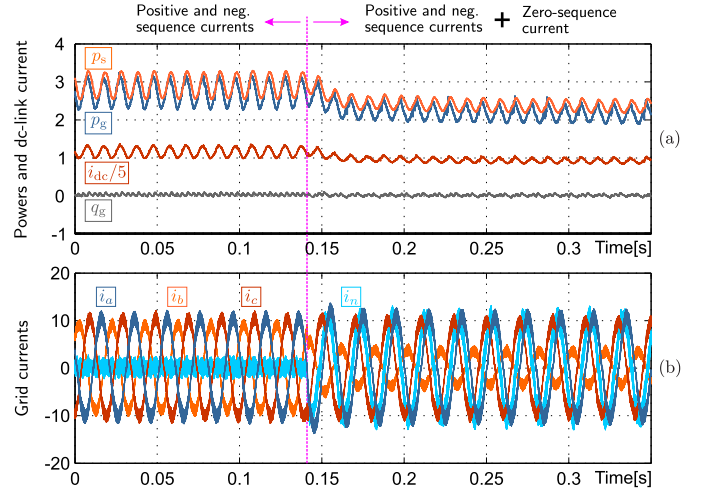 Positive and neg.
sequence currents
Positive and neg.
sequence currents
+
Zero-sequence
current
Powers and dc-link current
4
3
2
1
0
-1
p_s
p_g
i_dc/5
q_g
0
0.05
0.1
0.15
0.2
0.25
0.3
Time[s]
(a)
Grid currents
20
10
0
-10
-20
i_a
i_b
i_c
i_n
0
0.05
0.1
0.15
0.2
0.25
0.3
Time[s]
(b)